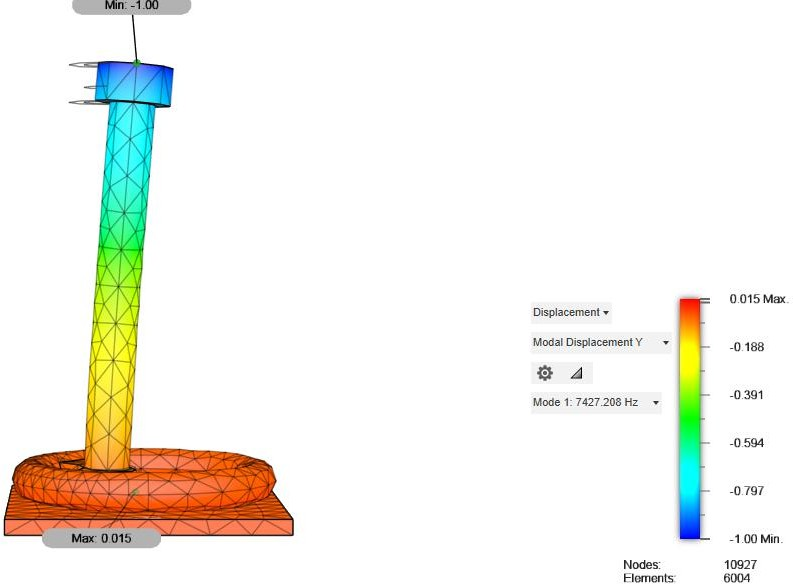 Min: -1.00
Displacement
Modal Displacement Y
Mode 1: 7427.208 Hz
0.015 Max.
-0.188
-0.391
-0.594
-0.797
-1.00 Min.
Max: 0.015
Nodes: 10927
Elements: 6004